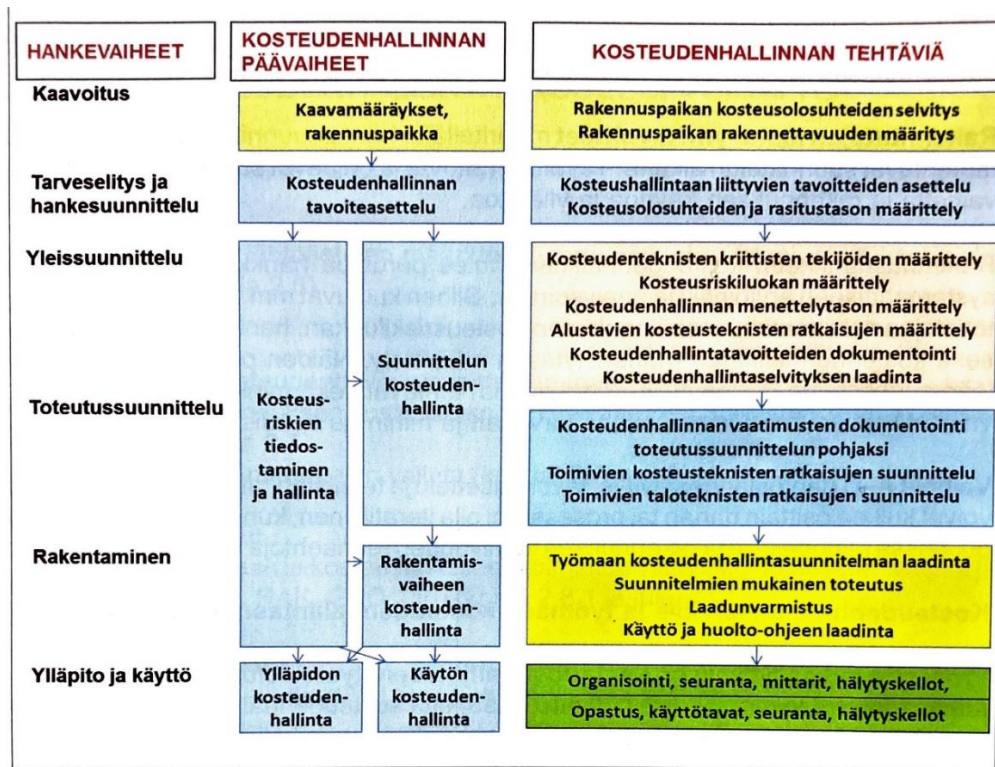 HANKEVAIHEET
KOSTEUDENHALLINNAN
PÄÄVAIHEET
KOSTEUDENHALLINNAN TEHTÄVIÄ
Kaavoitus
Kaavamääräykset,
rakennuspaikka
Rakennuspaikan kosteusolosuhteiden selvitys
Rakennuspaikan rakennettavuuden määritys
Tarveselitys ja
hankesuunnittelu
Kosteudenhallinnan
tavoiteasettelu
Kosteushallintaan liittyvien tavoitteiden asettelu
Kosteusolosuhteiden ja rasitustason määrittely
Yleissuunnittelu
Kosteudenteknisten kriittisten tekijöiden määrittely
Kosteusriskiluokan määrittely
Kosteudenhallinnan menettelytason määrittely
Alustavien kosteusteknisten ratkaisujen määrittely
Kosteudenhallintatavoitteiden dokumentointi
Kosteudenhallintaselvityksen laadinta
Suunnittelun
kosteuden-
hallinta
Toteutussuunnittelu
Kosteus-
riskien
tiedos-
taminen
ja hallinta
Kosteudenhallinnan vaatimusten dokumentointi
toteutussuunnittelun pohjaksi
Toimivien kosteusteknisten ratkaisujen suunnittelu
Toimivien taloteknisten ratkaisujen suunnittelu
Rakentaminen
Rakentamis-
vaiheen
kosteuden-
hallinta
Työmaan kosteudenhallintasuunnitelman laadinta
Suunnitelmien mukainen toteutus
Laadunvarmistus
Käyttö ja huolto-ohjeen laadinta
Ylläpito ja käyttö
Ylläpidon
kosteuden-
hallinta
Käytön
kosteuden-
hallinta
Organisointi, seuranta, mittarit, hälytyskellot,
Opastus, käyttötavat, seuranta, hälytyskellot